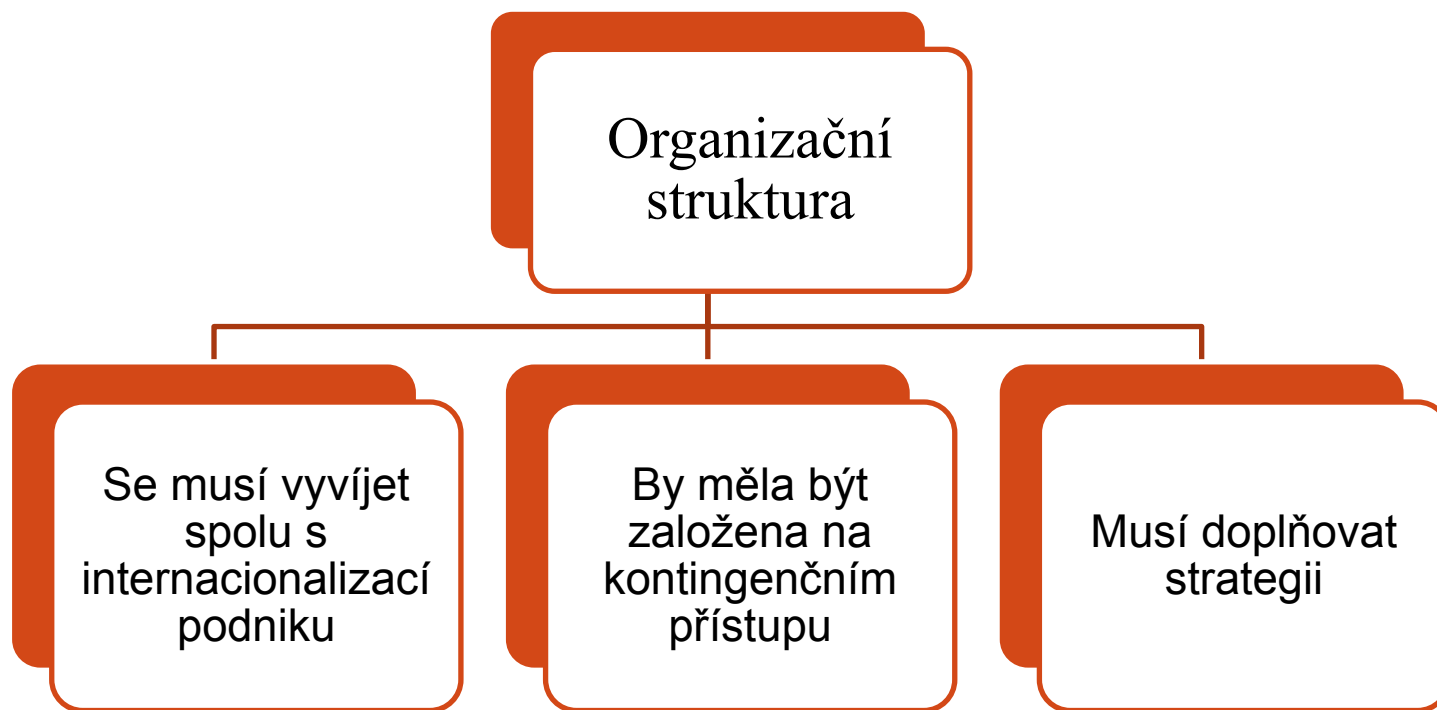 Organizační
struktura
Se musí vyvíjet
spolu s
internacionalizací
podniku
By měla být
založena na
kontingenčním
přístupu
Musí doplňovat
strategii